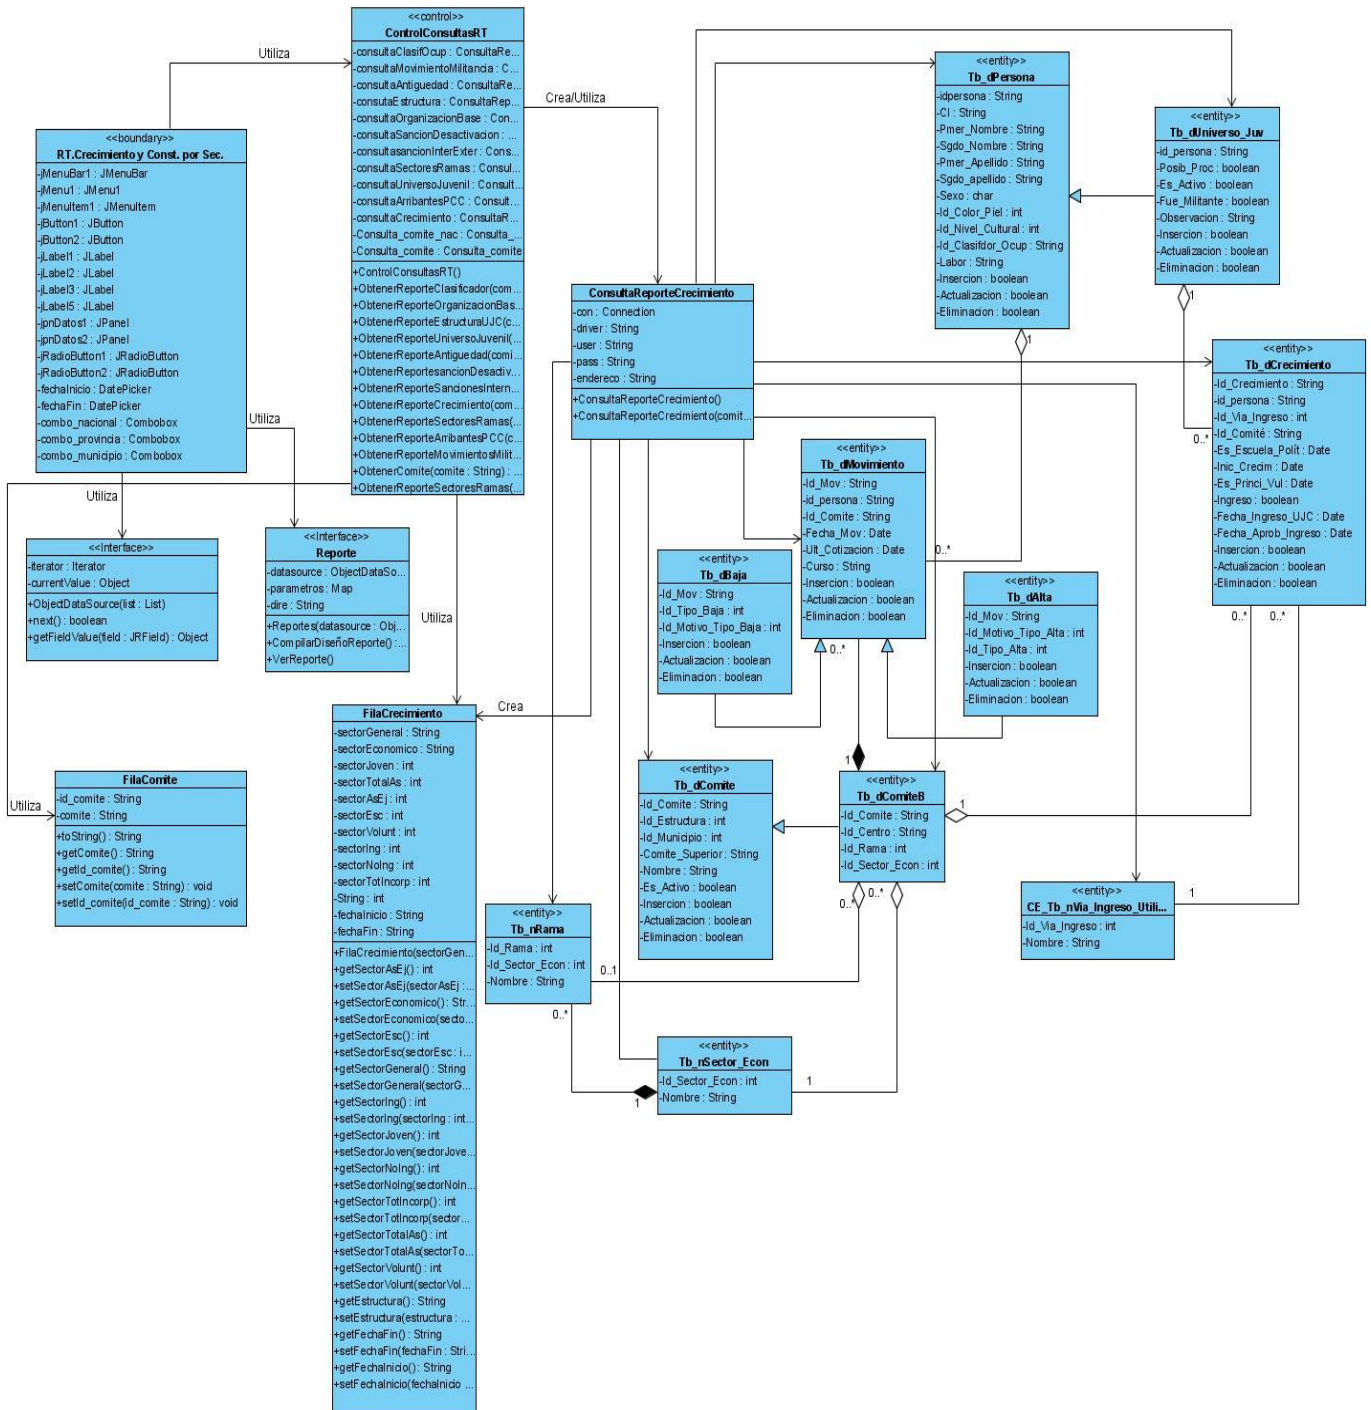 <<control>>
ControlConsultasRT
-consultaClasifOcup : ConsultaRe...
-consultaMovimientoMilitancia : C...
-consultaAntiguedad : ConsultaRe...
-consutaEstructura : ConsultaRep...
-consultaOrganizacionBase : Con...
-consultaSancionDesactivacion : ...
-consultasancionInterExter : Cons...
-consultaSectoresRamas : Consul...
-consultaUniversoJuvenil : Consult...
-consultaArribantesPCC : Consult...
-consultaCrecimiento : ConsultaR...
-Consulta_comite_nac : Consulta_...
-Consulta_comite : Consulta_comite
+ControlConsultasRT()
+ObtenerReporteClasificador(com...
+ObtenerReporteOrganizacionBas...
+ObtenerReporteEstructuraUJC(c...
+ObtenerReporteUniversoJuvenil(...
+ObtenerReporteAntiguedad(comi...
+ObtenerReportesancionDesactiv...
+ObtenerReporteSancionesIntern...
+ObtenerReporteCrecimiento(com...
+ObtenerReporteSectoresRamas(...
+ObtenerReporteArribantesPCC(c...
+ObtenerReporteMovimientosMilit...
+ObtenerComite(comite : String) : ...
+ObtenerReporteSectoresRamas(...
Utiliza
Crea/Utiliza
<<boundary>>
RT.Crecimiento y Const. por Sec.
-jMenuBar1 : JMenuBar
-jMenu1 : JMenu1
-jMenuItem1 : JMenuItem
-jButton1 : JButton
-jButton2 : JButton
-jLabel1 : JLabel
-jLabel2 : JLabel
-jLabel3 : JLabel
-jLabel5 : JLabel
-jpnDatos1 : JPanel
-jpnDatos2 : JPanel
-jRadioButton1 : JRadioButton
-jRadioButton2 : JRadioButton
-fechaInicio : DatePicker
-fechaFin : DatePicker
-combo_nacional : Combobox
-combo_provincia : Combobox
-combo_municipio : Combobox
Utiliza
Utiliza
<<entity>>
Tb_dPersona
-idpersona : String
-CI : String
-Pmer_Nombre : String
-Sgdo_Nombre : String
-Pmer_Apellido : String
-Sgdo_apellido : String
-Sexo : char
-Id_Color_Piel : int
-Id_Nivel_Cultural : int
-Id_Clasifdor_Ocup : String
-Labor : String
-Insercion : boolean
-Actualizacion : boolean
-Eliminacion : boolean
1
<<entity>>
Tb_dUniverso_Juv
-id_persona : String
-Posib_Proc : boolean
-Es_Activo : boolean
-Fue_Militante : boolean
-Observacion : String
-Insercion : boolean
-Actualizacion : boolean
-Eliminacion : boolean
1
0..*
ConsultaReporteCrecimiento
-con : Connection
-driver : String
-user : String
-pass : String
-endereco : String
+ConsultaReporteCrecimiento()
+ConsultaReporteCrecimiento(comit...
<<entity>>
Tb_dCrecimiento
-Id_Crecimiento : String
-id_persona : String
-Id_Via_Ingreso : int
-Id_Comité : String
-Es_Escuela_Polít : Date
-Inic_Crecim : Date
-Es_Princi_Vul : Date
-Ingreso : boolean
-Fecha_Ingreso_UJC : Date
-Fecha_Aprob_Ingreso : Date
-Insercion : boolean
-Actualizacion : boolean
-Eliminacion : boolean
0..*
0..*
<<entity>>
Tb_dMovimiento
-Id_Mov : String
-id_persona : String
-Id_Comite : String
-Fecha_Mov : Date
-Ult_Cotizacion : Date
-Curso : String
-Insercion : boolean
-Actualizacion : boolean
-Eliminacion : boolean
0..*
0..*
<<Interface>>
-iterator : Iterator
-currentValue : Object
+ObjectDataSource(list : List)
+next() : boolean
+getFieldValue(field : JRField) : Object
<<Interface>>
Reporte
-datasource : ObjectDataSo...
-parametros : Map
-dire : String
+Reportes(datasource : Obj...
+CompilarDiseñoReporte() : ...
+VerReporte()
Utiliza
<<entity>>
Tb_dBaja
-Id_Mov : String
-Id_Tipo_Baja : int
-Id_Motivo_Tipo_Baja : int
-Insercion : boolean
-Actualizacion : boolean
-Eliminacion : boolean
<<entity>>
Tb_dAlta
-Id_Mov : String
-Id_Motivo_Tipo_Alta : int
-Id_Tipo_Alta : int
-Insercion : boolean
-Actualizacion : boolean
-Eliminacion : boolean
Crea
FilaCrecimiento
-sectorGeneral : String
-sectorEconomico : String
-sectorJoven : int
-sectorTotalAs : int
-sectorAsEj : int
-sectorEsc : int
-sectorVolunt : int
-sectorIng : int
-sectorNoIng : int
-sectorTotIncorp : int
-String : int
-fechaInicio : String
-fechaFin : String
+FilaCrecimiento(sectorGen...
+getSectorAsEj() : int
+setSectorAsEj(sectorAsEj : ...
+getSectorEconomico() : Str...
+setSectorEconomico(secto...
+getSectorEsc() : int
+setSectorEsc(sectorEsc : i...
+getSectorGeneral() : String
+setSectorGeneral(sectorG...
+getSectorIng() : int
+setSectorIng(sectorIng : int...
+getSectorJoven() : int
+setSectorJoven(sectorJove...
+getSectorNoIng() : int
+setSectorNoIng(sectorNoIn...
+getSectorTotIncorp() : int
+setSectorTotIncorp(sector...
+getSectorTotalAs() : int
+setSectorTotalAs(sectorTo...
+getSectorVolunt() : int
+setSectorVolunt(sectorVol...
+getEstructura() : String
+setEstructura(estructura : ...
+getFechaFin() : String
+setFechaFin(fechaFin : Stri...
+getFechaInicio() : String
+setFechaInicio(fechaInicio ...
Utiliza
FilaComite
-id_comite : String
-comite : String
+toString() : String
+getComite() : String
+getId_comite() : String
+setComite(comite : String) : void
+setId_comite(id_comite : String) : void
<<entity>>
Tb_dComite
-Id_Comite : String
-Id_Estructura : int
-Id_Municipio : int
-Comite_Superior : String
-Nombre : String
-Es_Activo : boolean
-Insercion : boolean
-Actualizacion : boolean
-Eliminacion : boolean
1
<<entity>>
Tb_dComiteB
-Id_Comite : String
-Id_Centro : String
-Id_Rama : int
-Id_Sector_Econ : int
1
0..*
0..*
<<entity>>
CE_Tb_nVia_Ingreso_Utili...
-Id_Via_Ingreso : int
-Nombre : String
1
<<entity>>
Tb_nRama
-Id_Rama : int
-Id_Sector_Econ : int
-Nombre : String
0..1
0..*
<<entity>>
Tb_nSector_Econ
-Id_Sector_Econ : int
-Nombre : String
1
1